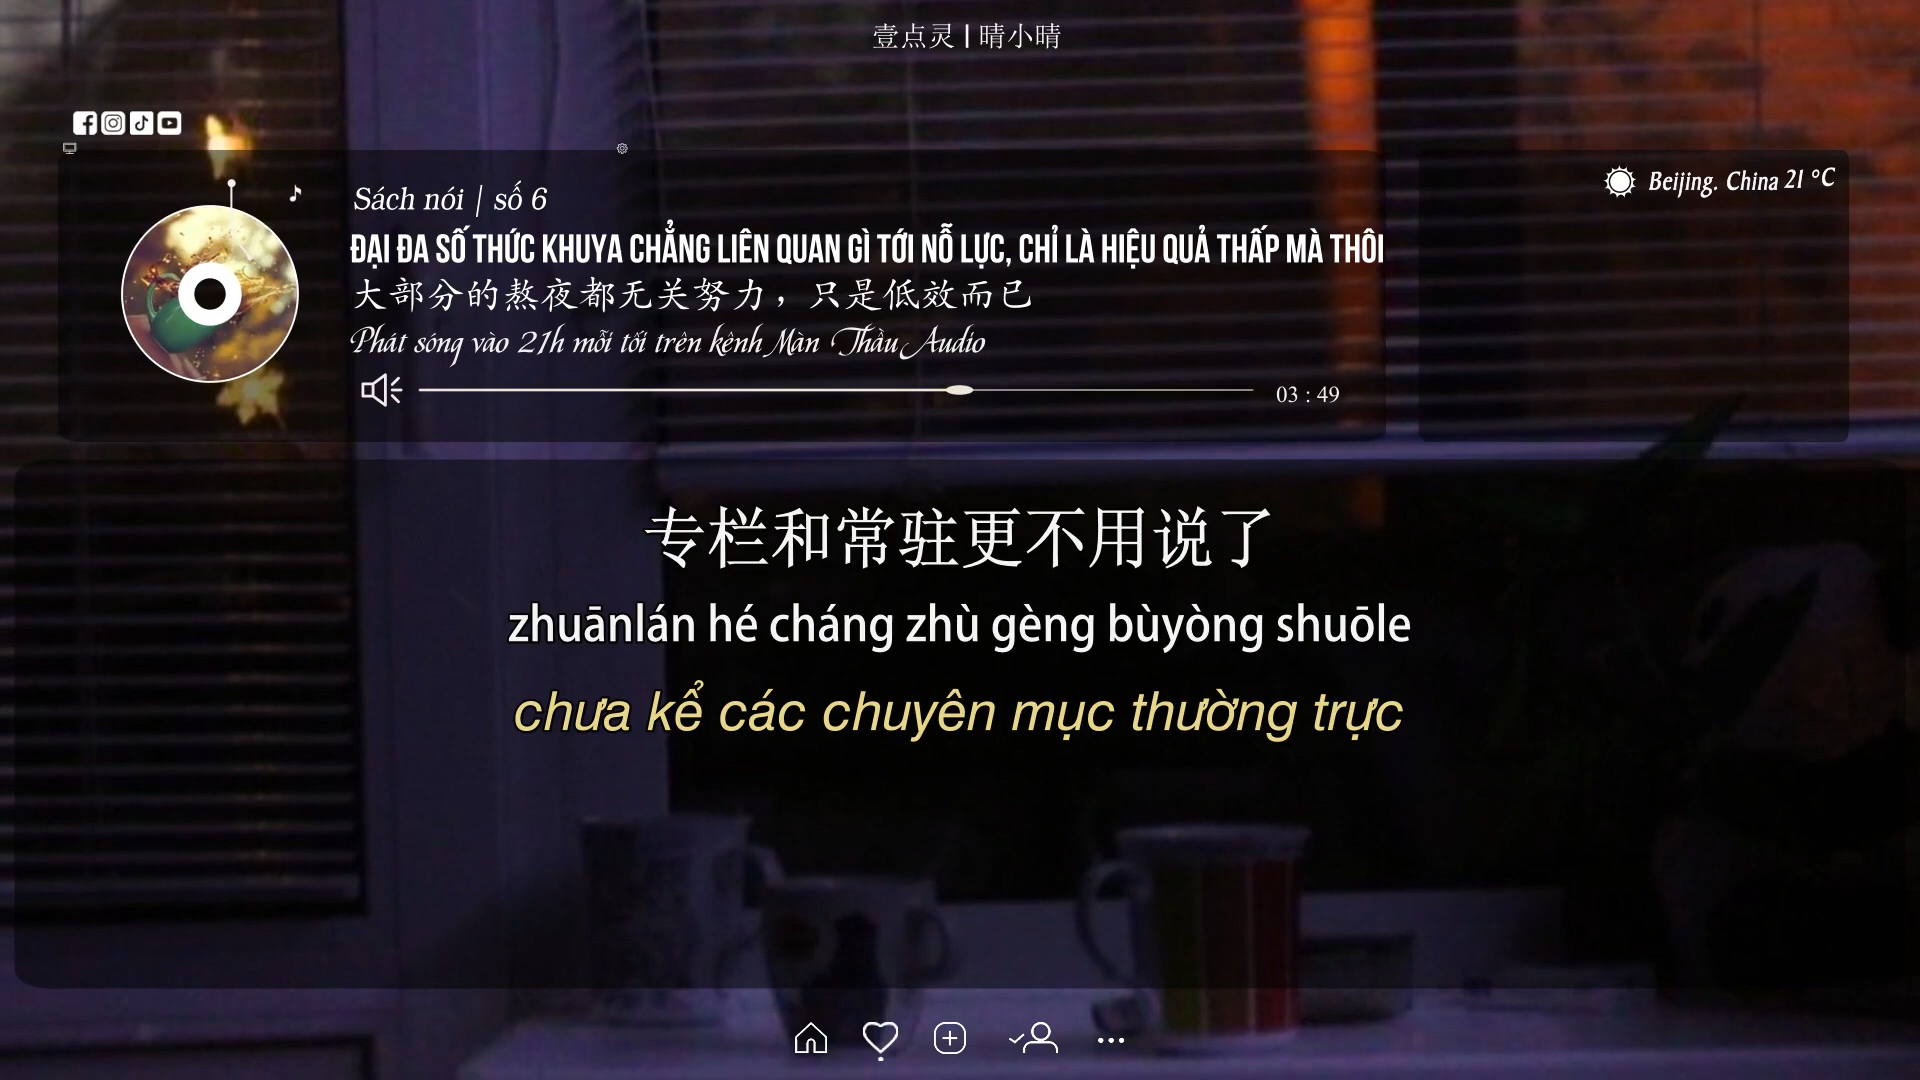 壹点灵 | 晴小晴
Beijing. China 21 °C
Sách nói | số 6
ĐẠI ĐA SỐ THỨC KHUYA CHẲNG LIÊN QUAN GÌ TỚI NỖ LỰC, CHỈ LÀ HIỆU QUẢ THẤP MÀ THÔI
大部分的熬夜都无关努力，只是低效而已
Phát sóng vào 21h mỗi tối trên kênh Màn Thầu Audio
03 : 49
专栏和常驻更不用说了
zhuānlán hé cháng zhù gèng bùyòng shuōle
chưa kể các chuyên mục thường trực